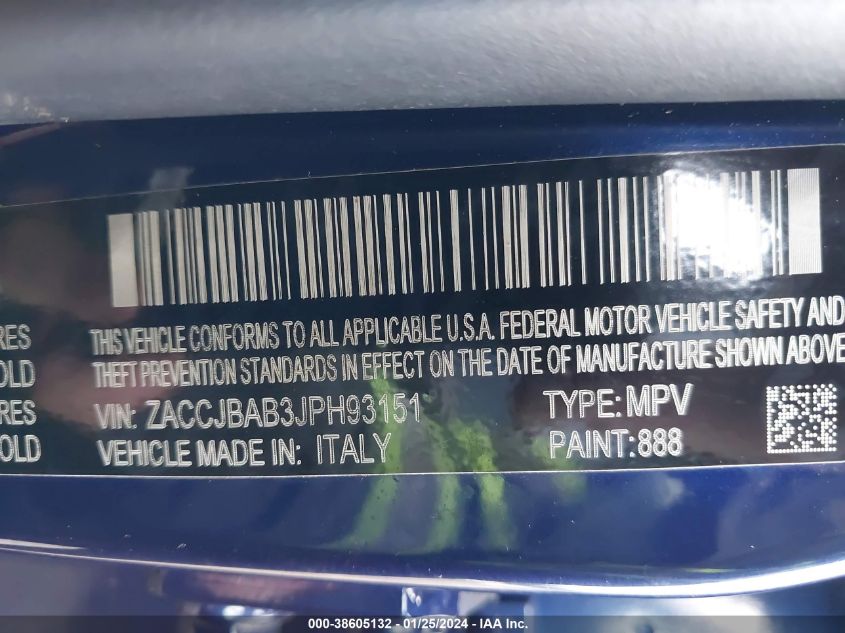 THIS VEHICLE CONFORMS TO ALL APPLICABLE U.S.A. FEDERAL MOTOR VEHICLE SAFETY AND
THEFT PREVENTION STANDARDS IN EFFECT ON THE DATE OF MANUFACTURE SHOWN ABOVE
VIN: ZACCJBAB3JPH93151 TYPE: MPV
VEHICLE MADE IN: ITALY PAINT:888
RES
OLD
RES
OLD
000-38605132 - 01/25/2024 - IAA Inc.